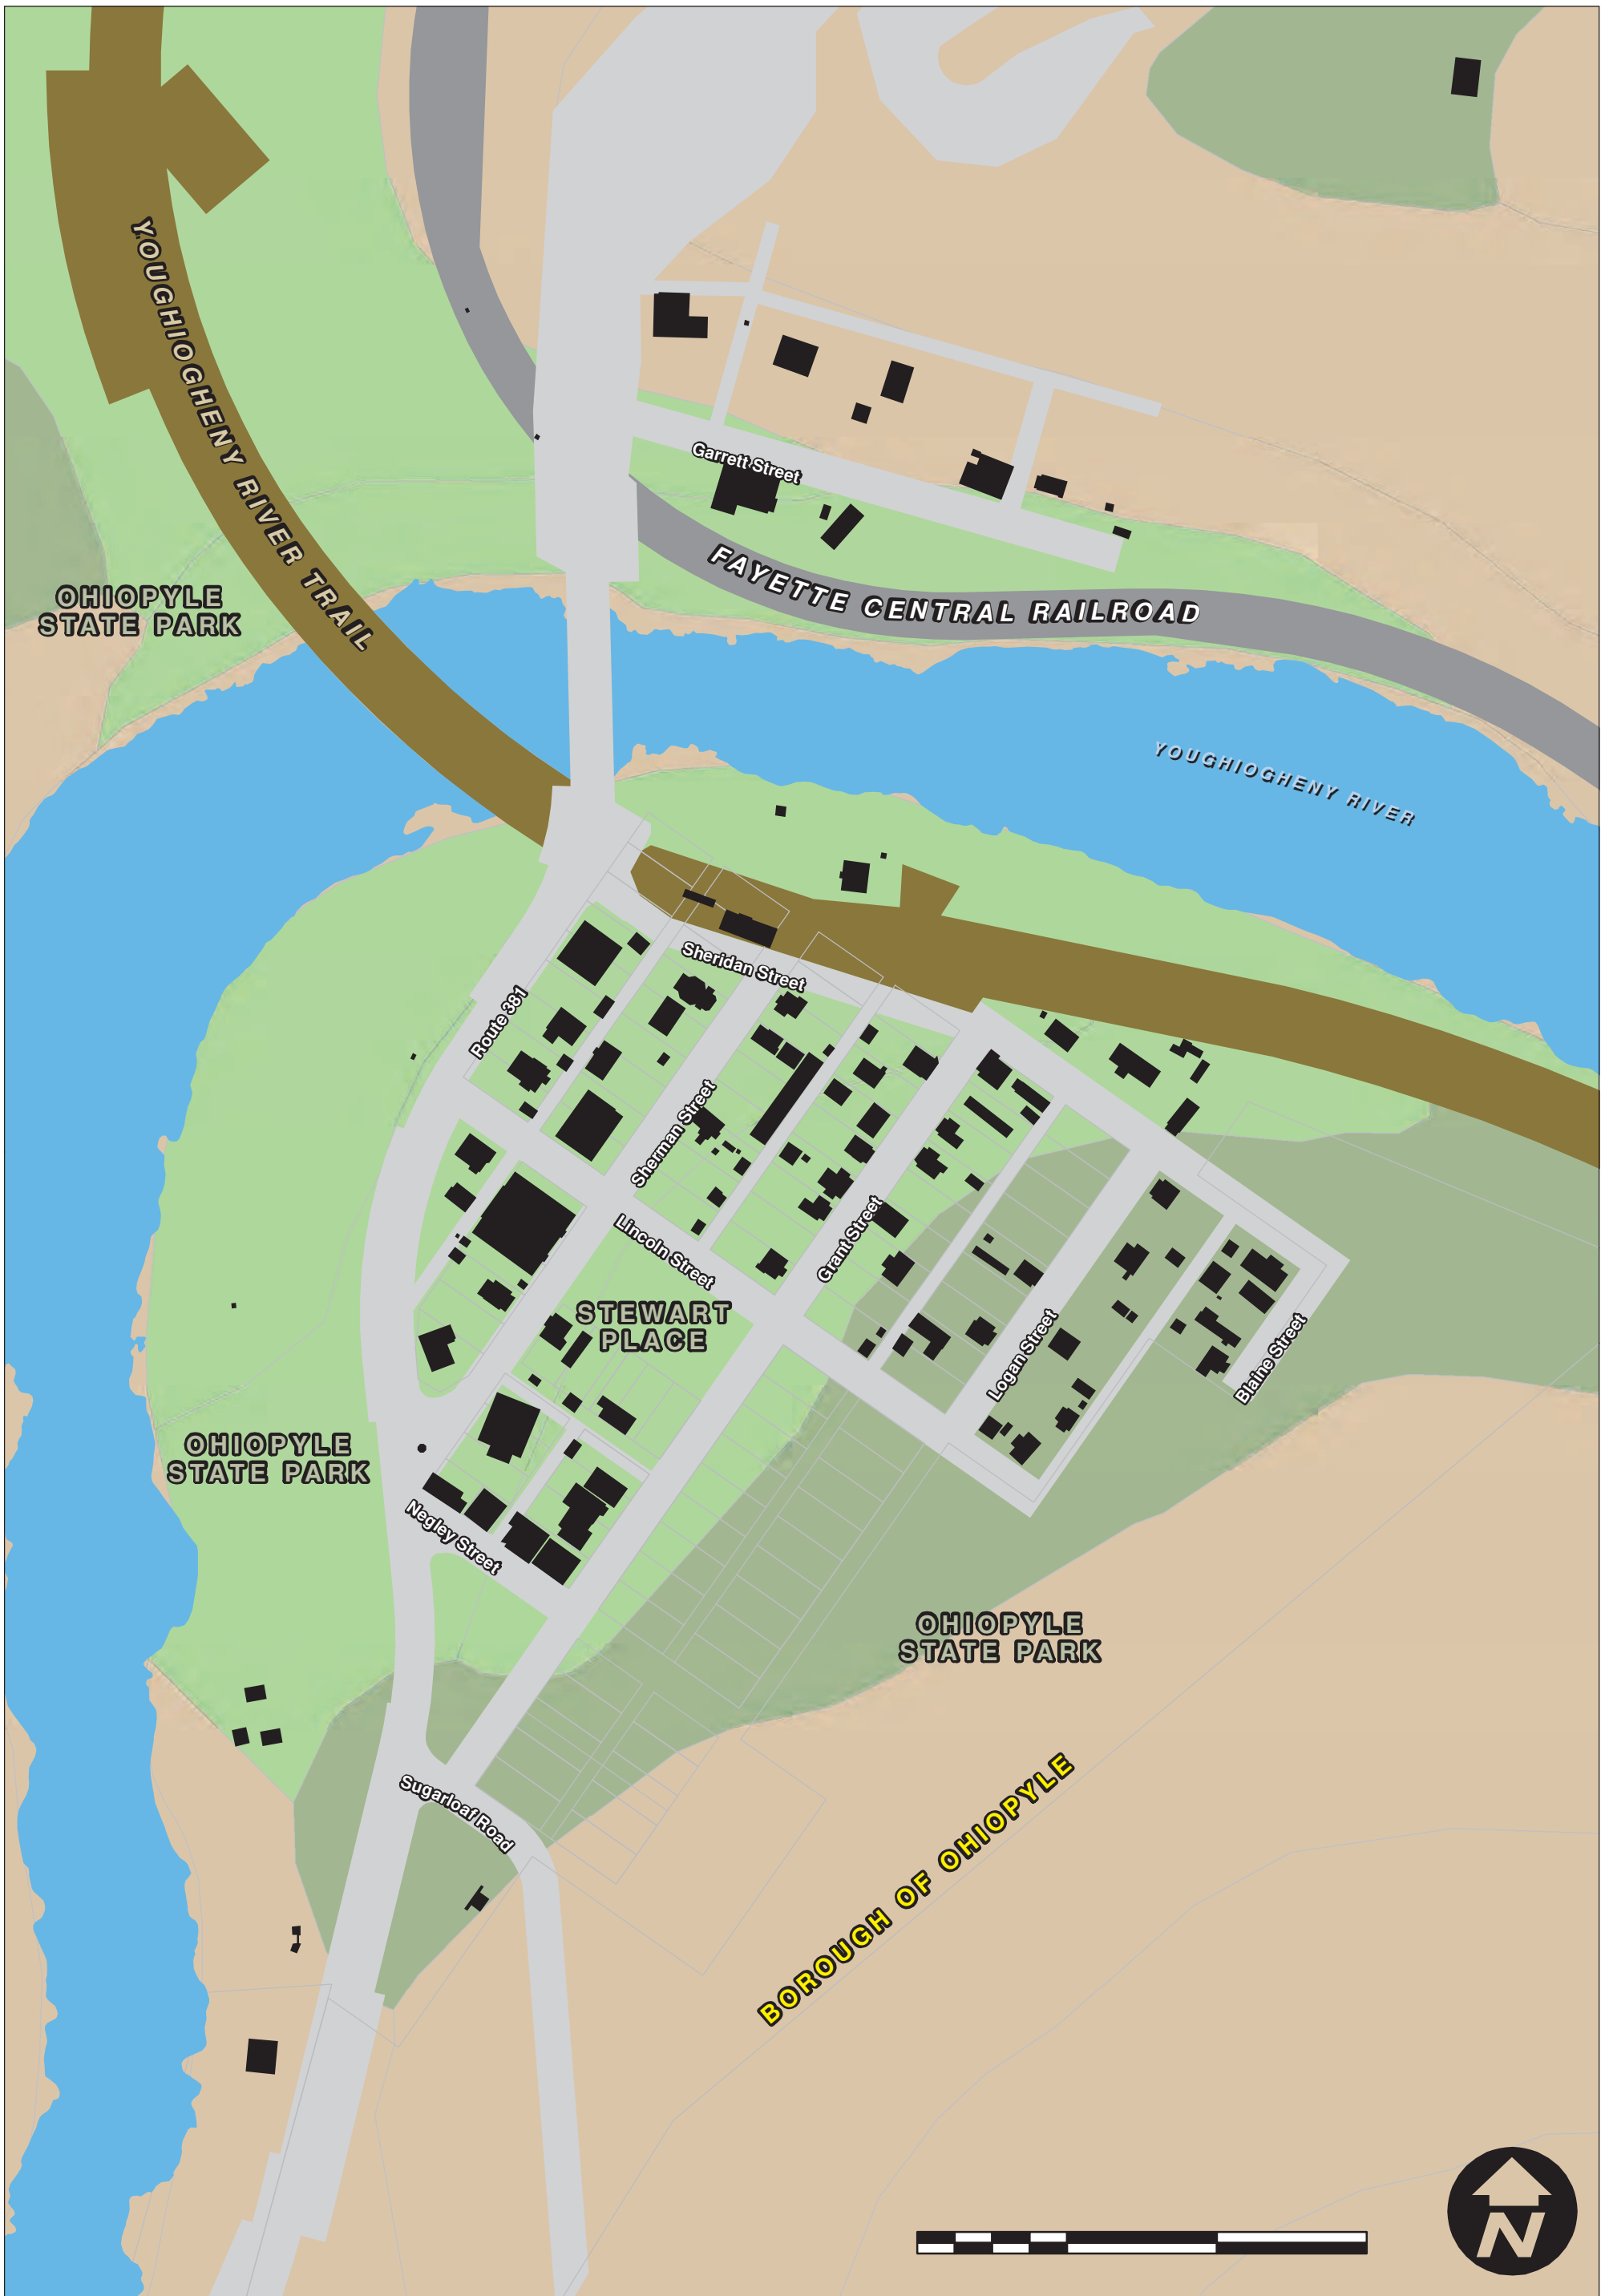 YOUGHIOGHENY RIVER TRAIL
Garrett Street
FAYETTE CENTRAL RAILROAD
OHIOPYLE
STATE PARK
YOUGHIOGHENY RIVER
Sheridan Street
Route 381
Sherman Street
Lincoln Street
Grant Street
STEWART
PLACE
Logan Street
Blaine Street
OHIOPYLE
STATE PARK
Negley Street
OHIOPYLE
STATE PARK
Sugarloaf Road
BOROUGH OF OHIOPYLE
N